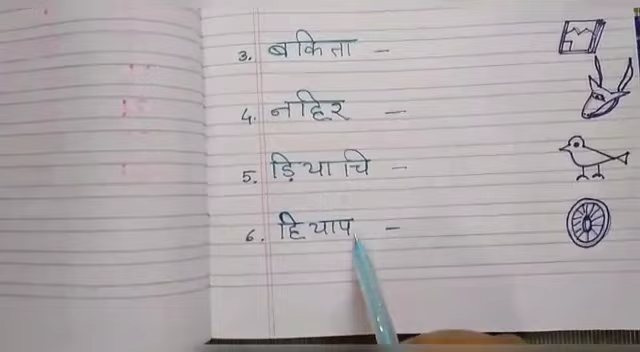 3. बकिता –
4. नहिर –
5. ड़ियाचि –
6. हियाप –